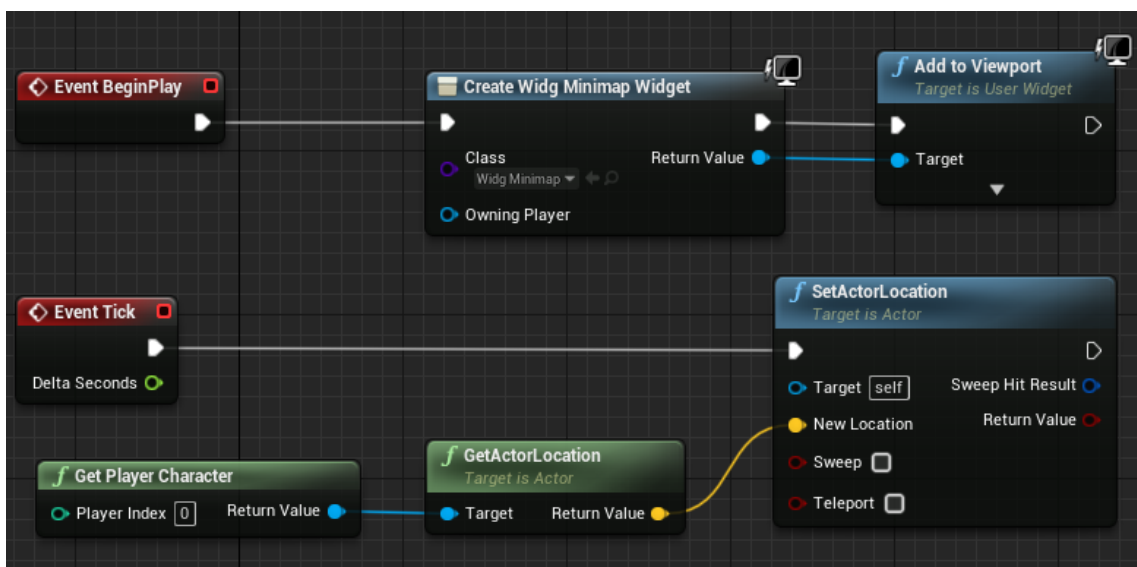 Event BeginPlay
Create Widg Minimap Widget
Class
Widg Minimap
Return Value
Owning Player
f Add to Viewport
Target is User Widget
Target
Event Tick
Delta Seconds
f SetActorLocation
Target is Actor
Target self
Sweep Hit Result
New Location
Return Value
Sweep
Teleport
f Get Player Character
Player Index 0
Return Value
f GetActorLocation
Target is Actor
Target
Return Value